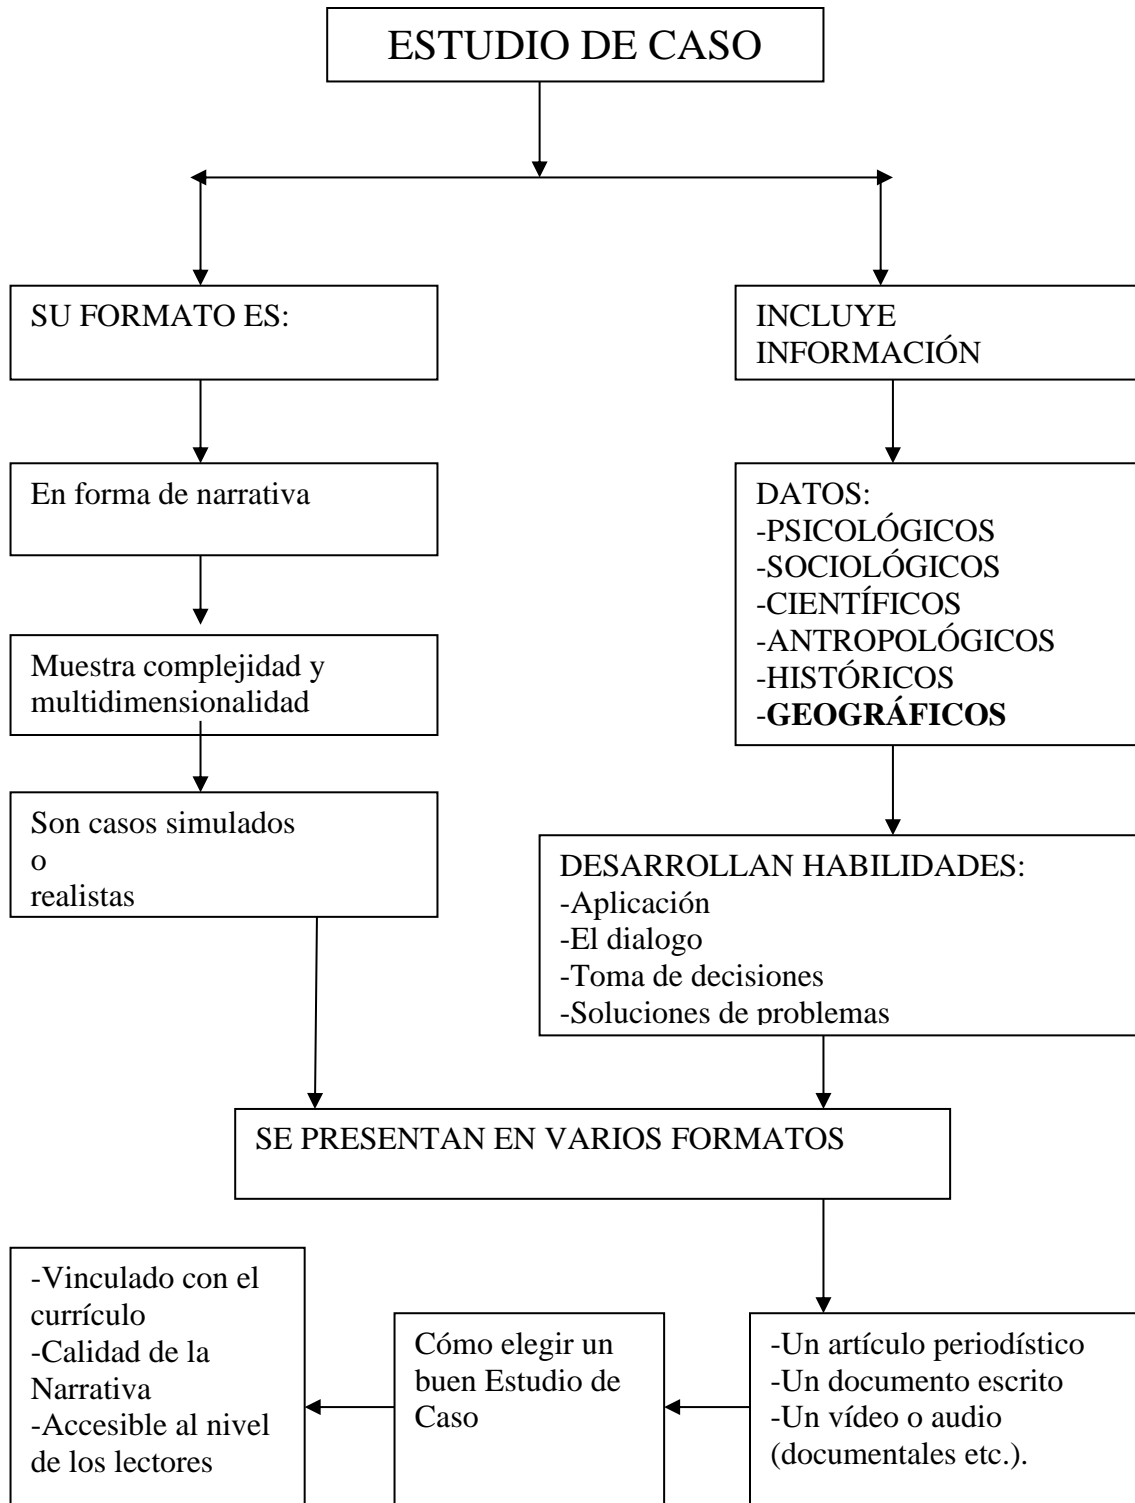 ESTUDIO DE CASO
SU FORMATO ES:
En forma de narrativa
Muestra complejidad y
multidimensionalidad
Son casos simulados
o
realistas
INCLUYE
INFORMACIÓN
DATOS:
-PSICOLÓGICOS
-SOCIOLÓGICOS
-CIENTÍFICOS
-ANTROPOLÓGICOS
-HISTÓRICOS
-GEOGRÁFICOS
DESARROLLAN HABILIDADES:
-Aplicación
-El dialogo
-Toma de decisiones
-Soluciones de problemas
SE PRESENTAN EN VARIOS FORMATOS
-Un artículo periodístico
-Un documento escrito
-Un vídeo o audio
(documentales etc.).
Cómo elegir un
buen Estudio de
Caso
-Vinculado con el
currículo
-Calidad de la
Narrativa
-Accesible al nivel
de los lectores